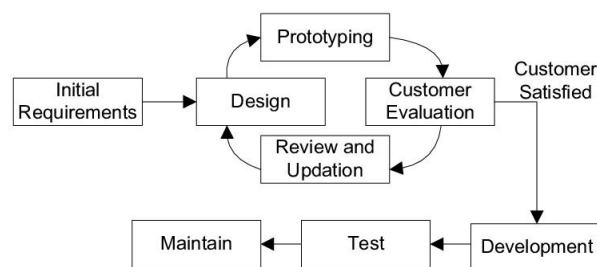 Prototyping
Initial
Requirements
Design
Customer
Evaluation
Customer
Satisfied
Review and
Updation
Maintain
Test
Development